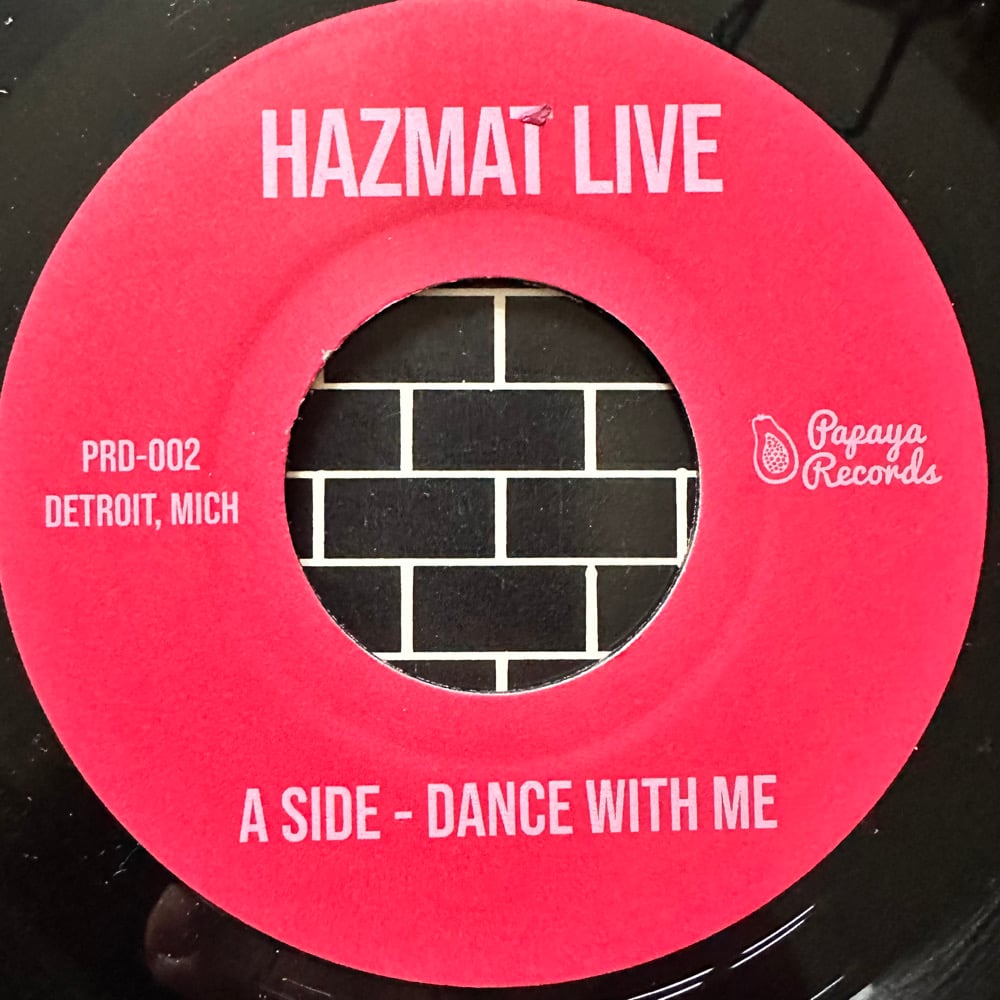 HAZMAT LIVE
PRD-002
DETROIT, MICH
Papaya
Records
A SIDE - DANCE WITH ME